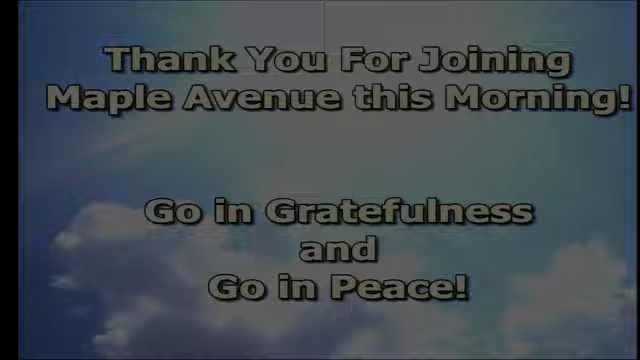 Thank You For Joining
Maple Avenue this Morning!
Go in Gratefulness
and
Go in Peace!